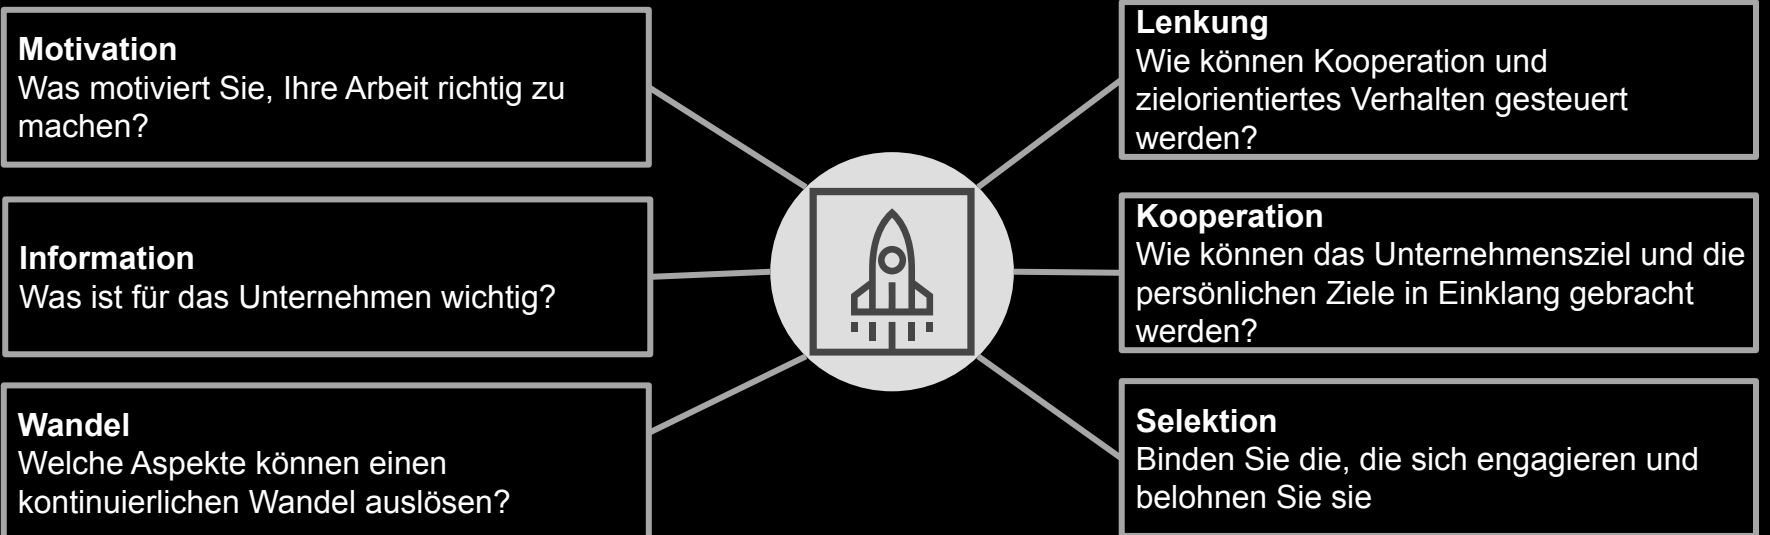 Motivation
Was motiviert Sie, Ihre Arbeit richtig zu
machen?
Information
Was ist für das Unternehmen wichtig?
Wandel
Welche Aspekte können einen
kontinuierlichen Wandel auslösen?
Lenkung
Wie können Kooperation und
zielorientiertes Verhalten gesteuert
werden?
Kooperation
Wie können das Unternehmensziel und die
persönlichen Ziele in Einklang gebracht
werden?
Selektion
Binden Sie die, die sich engagieren und
belohnen Sie sie